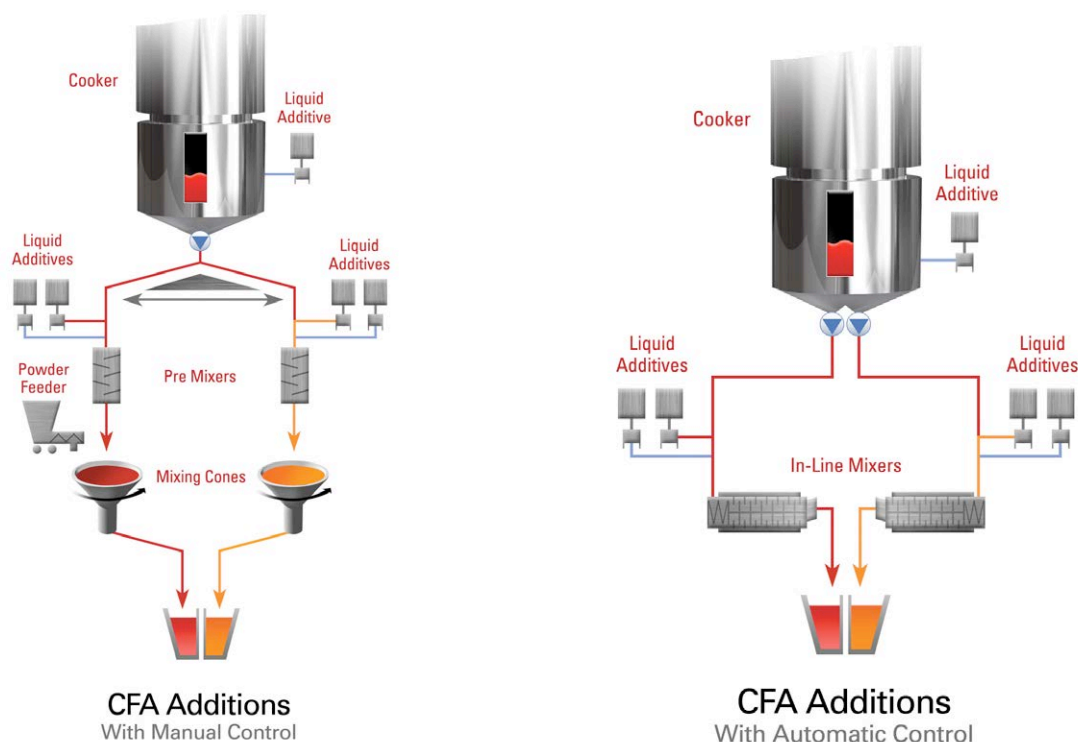 Cooker
Liquid
Additive
Liquid
Additives
Liquid
Additives
Powder
Feeder
Pre Mixers
Mixing Cones
CFA Additions
With Manual Control
Cooker
Liquid
Additive
Liquid
Additives
Liquid
Additives
In-Line Mixers
CFA Additions
With Automatic Control